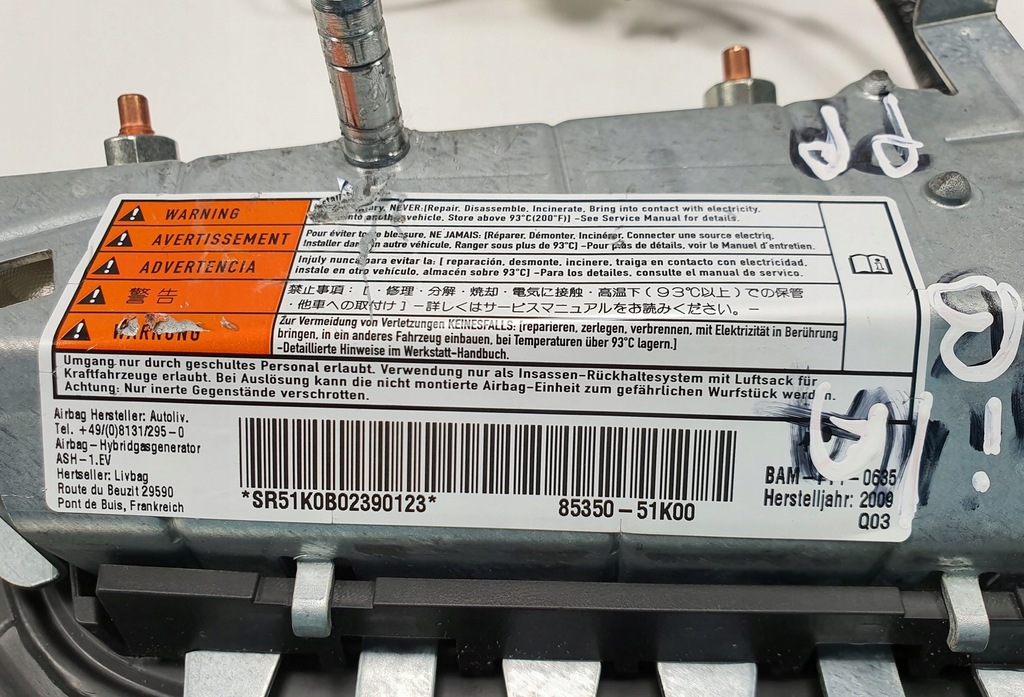 WARNING
NEVER:[Repair, Disassemble, Incinerate, Bring into contact with electricity,
vehicle, Store above 93°C(200°F)] -See Service Manual for details.
AVERTISSEMENT
Pour éviter blessure, NE JAMAIS: [Réparer, Démonter, Incinérer, Connecter une source electriq.
Installer dans un autre véhicule, Ranger sous plus de 93°C] -Pour plus de détails, voir le Manuel d'entretien.
ADVERTENCIA
Injuly nunca para evitar la: [ reparación, desmonte, incinere, traiga en contacto con electricidad,
instale en otro vehículo, almacén sobre 93°C] -Para los detalles, consulte el manual de servicio.
警告
禁止事項：[・修理・分解・焼却・電気に接触・高温下(93℃以上)での保管
・他車への取付け]－詳しくはサービスマニュアルをお読みください。－
WARNUNG
Zur Vermeidung von Verletzungen KEINESFALLS: [reparieren, zerlegen, verbrennen, mit Elektrizität in Berührung
bringen, in ein anderes Fahrzeug einbauen, bei Temperaturen über 93°C lagern.]
-Detaillierte Hinweise im Werkstatt-Handbuch.
Umgang nur durch geschultes Personal erlaubt. Verwendung nur als Insassen-Rückhaltesystem mit Luftsack für
Kraftfahrzeuge erlaubt. Bei Auslösung kann die nicht montierte Airbag-Einheit zum gefährlichen Wurfstück werden.
Achtung: Nur inerte Gegenstände verschrotten.
Airbag Hersteller: Autoliv.
Tel. +49/(0)8131/295-0
Airbag-Hybridgasgenerator
ASH-1.EV
Hertseller: Livbag
Route du Beuzit 29590
Pont de Buis, Frankreich
*SR51K0B02390123*
85350-51K00
BAM- -0635
Herstelljahr: 2009
Q03